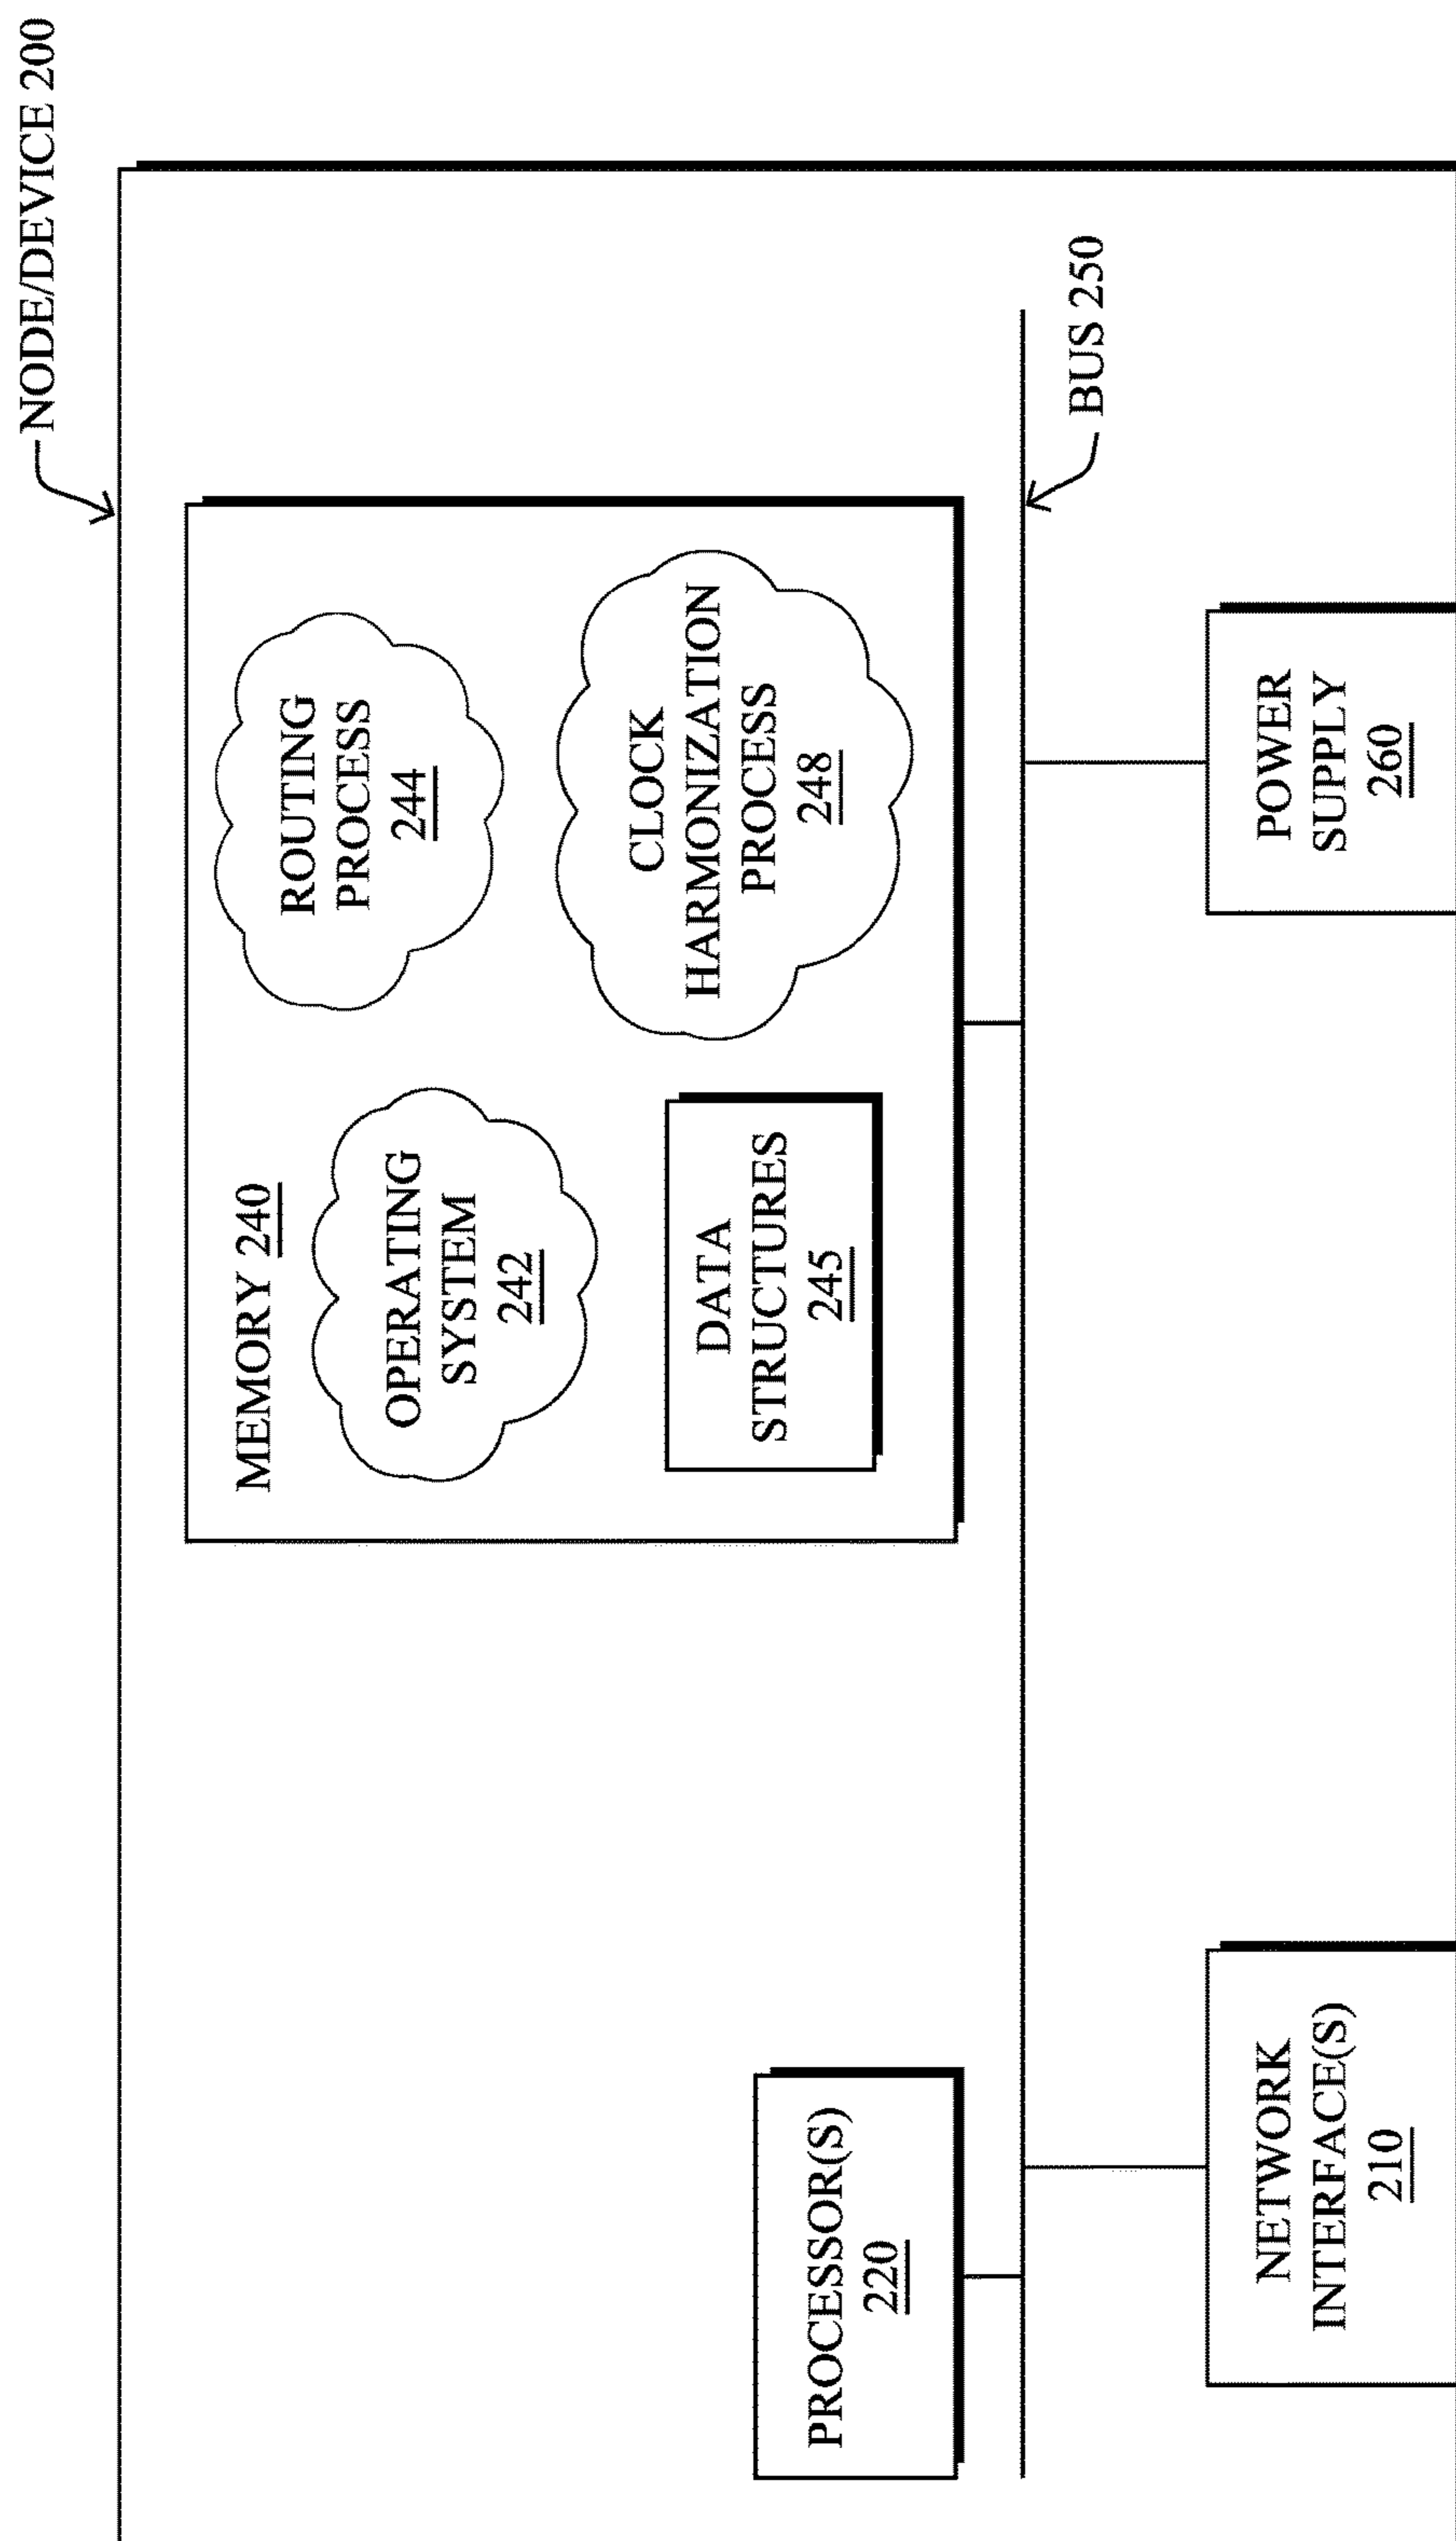 NODE/DEVICE 200
MEMORY 240
OPERATING
SYSTEM
242
ROUTING
PROCESS
244
DATA
STRUCTURES
245
CLOCK
HARMONIZATION
PROCESS
248
PROCESSOR(S)
220
BUS 250
NETWORK
INTERFACE(S)
210
POWER
SUPPLY
260